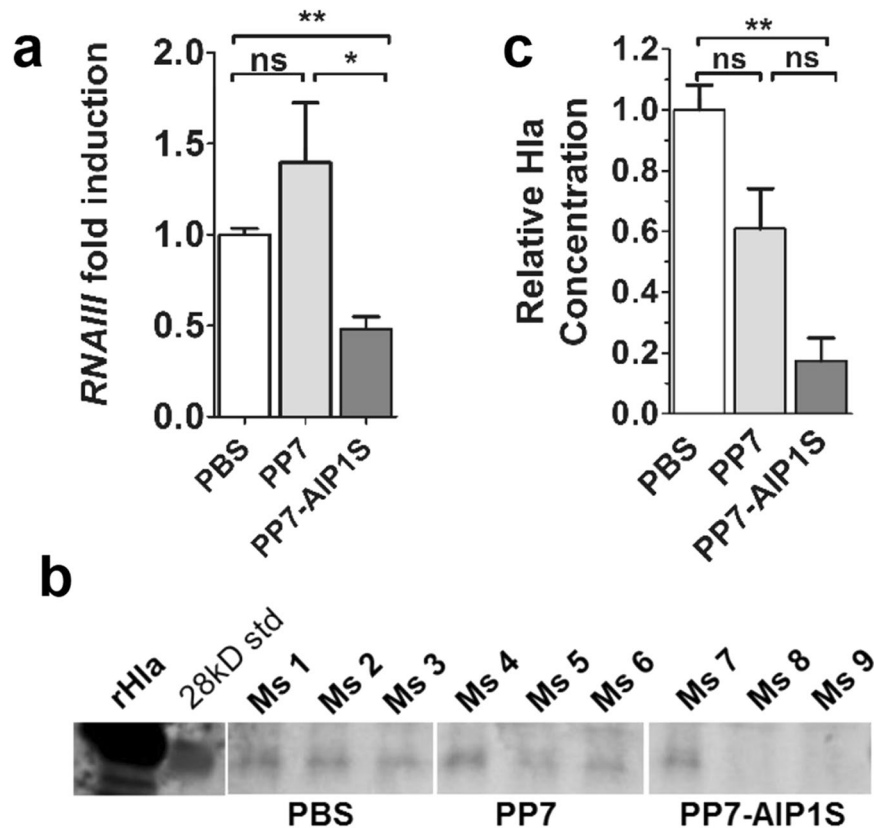 a
RNAIII fold induction
2.0
1.5
1.0
0.5
0.0
**
ns
*
PBS
PP7
PP7-AIP1S
c
Relative Hla
Concentration
1.2
1.0
0.8
0.6
0.4
0.2
0.0
**
ns
ns
PBS
PP7
PP7-AIP1S
b
rHla
28kD std
Ms 1
Ms 2
Ms 3
Ms 4
Ms 5
Ms 6
Ms 7
Ms 8
Ms 9
PBS
PP7
PP7-AIP1S